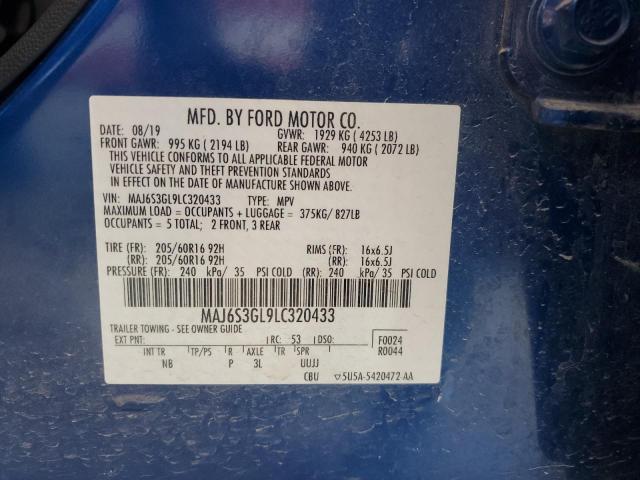 MFD. BY FORD MOTOR CO.
DATE: 08/19 GVWR: 1929 KG ( 4253 LB)
FRONT GAWR: 995 KG ( 2194 LB) REAR GAWR: 940 KG ( 2072 LB)
THIS VEHICLE CONFORMS TO ALL APPLICABLE FEDERAL MOTOR
VEHICLE SAFETY AND THEFT PREVENTION STANDARDS
IN EFFECT ON THE DATE OF MANUFACTURE SHOWN ABOVE.
VIN: MAJ6S3GL9LC320433 TYPE: MPV
MAXIMUM LOAD = OCCUPANTS + LUGGAGE = 375KG/ 827LB
OCCUPANTS = 5 TOTAL; 2 FRONT, 3 REAR
TIRE (FR): 205/60R16 92H RIMS (FR): 16x6.5J
(RR): 205/60R16 92H (RR): 16x6.5J
PRESSURE (FR): 240 kPa/ 35 PSI COLD (RR): 240 kPa/ 35 PSI COLD
MAJ6S3GL9LC320433
TRAILER TOWING - SEE OWNER GUIDE
EXT PNT: RC: 53 DSO: F0024
INT TR TP/PS R AXLE TR SPR R0044
NB P 3L UUJJ
CBU ▽5U5A-5420472-AA